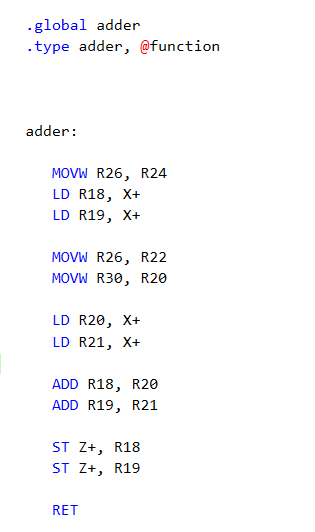 .global adder
.type adder, @function
adder:
MOVW R26, R24
LD R18, X+
LD R19, X+
MOVW R26, R22
MOVW R30, R20
LD R20, X+
LD R21, X+
ADD R18, R20
ADD R19, R21
ST Z+, R18
ST Z+, R19
RET